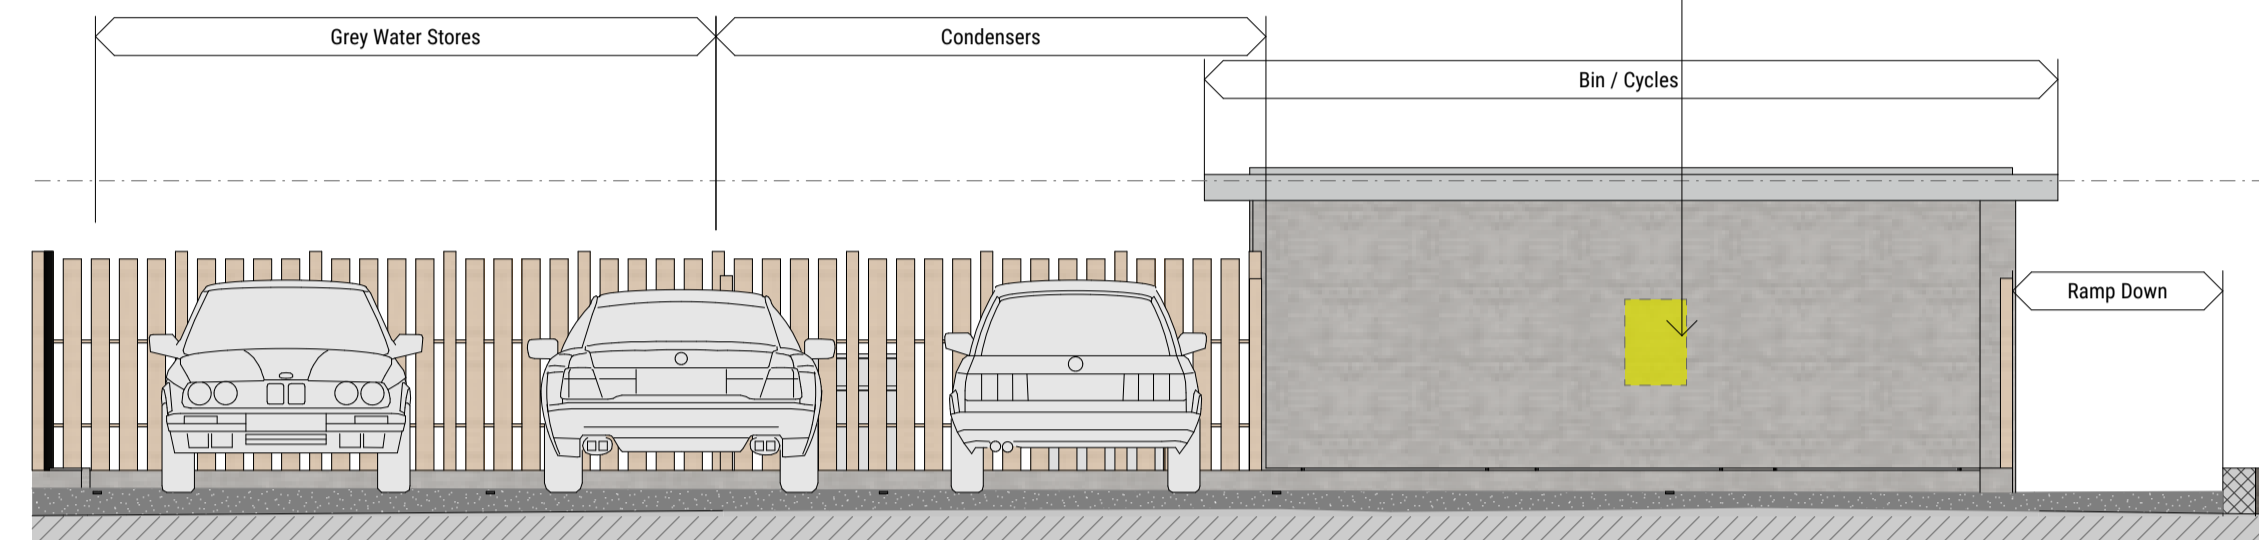 Grey Water Stores
Condensers
Bin / Cycles
Ramp Down